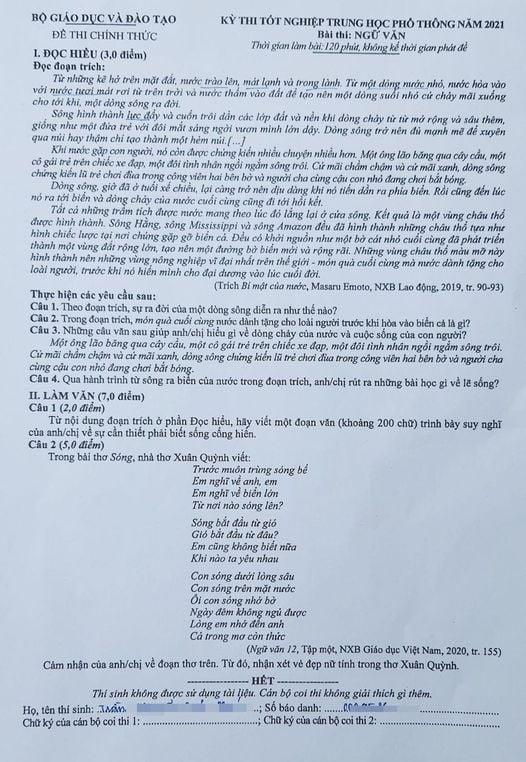 BỘ GIÁO DỤC VÀ ĐÀO TẠO
ĐỀ THI CHÍNH THỨC
KỲ THI TỐT NGHIỆP TRUNG HỌC PHỔ THÔNG NĂM 2021
Bài thi: NGỮ VĂN
Thời gian làm bài: 120 phút, không kể thời gian phát đề
I. ĐỌC HIỂU (3,0 điểm)
Đọc đoạn trích:
Từ những kẽ hở trên mặt đất, nước trào lên, mát lạnh và trong lành. Từ một dòng nước nhỏ, nước hòa vào
với nước tươi mát rơi từ trên trời và nước thấm vào đất để tạo nên một dòng suối nhỏ cứ chảy mãi xuống
cho tới khi, một dòng sông ra đời.
Sông hình thành lực đẩy và cuốn trôi dần các lớp đất và nền khi dòng chảy từ từ mở rộng và sâu thêm,
giống như một đứa trẻ với đôi mắt sáng ngời vươn mình lớn dậy. Dòng sông trở nên đủ mạnh mẽ để xuyên
qua núi hay thậm chí tạo thành một hẻm núi.[...]
Khi nước gặp con người, nó còn được chứng kiến nhiều chuyện nhiều hơn. Một ông lão băng qua cây cầu, một
cô gái trẻ trên chiếc xe đạp, một đôi tình nhân ngồi ngắm sông trôi. Cứ mãi chầm chậm và cứ mãi xanh, dòng sông
chứng kiến lũ trẻ chơi đùa trong công viên hai bên bờ và người cha cùng cậu con nhỏ đang chơi bắt bóng.
Dòng sông, giờ đã ở tuổi xế chiều, lại càng trở nên dịu dàng khi nó tiến dần ra phía biển. Rồi cũng đến lúc
nó ra tới biển và dòng chảy của nước cuối cùng cũng đi tới hồi kết.
Tất cả những trầm tích được nước mang theo lúc đó lắng lại ở cửa sông. Kết quả là một vùng châu thổ
được hình thành. Sông Hằng, sông Mississippi và sông Amazon đều đã hình thành những châu thổ tựa như
hình chiếc lược tại nơi chúng gặp gỡ biển cả. Đều có khởi nguồn như một bờ cát nhỏ cuối cùng đã phát triển
thành một vùng đất rộng lớn, tạo nên một đường bờ biển mới và rộng rãi. Những vùng châu thổ màu mỡ này
hình thành nên những vùng nông nghiệp vĩ đại nhất trên thế giới - món quà cuối cùng mà nước dành tặng cho
loài người, trước khi nó hiến mình cho đại dương vào lúc cuối đời.
(Trích Bí mật của nước, Masaru Emoto, NXB Lao động, 2019, tr. 90-93)
Thực hiện các yêu cầu sau:
Câu 1. Theo đoạn trích, sự ra đời của một dòng sông diễn ra như thế nào?
Câu 2. Trong đoạn trích, món quà cuối cùng nước dành tặng cho loài người trước khi hòa vào biển cả là gì?
Câu 3. Những câu văn sau giúp anh/chị hiểu gì về dòng chảy của nước và cuộc sống của con người?
Một ông lão băng qua cây cầu, một cô gái trẻ trên chiếc xe đạp, một đôi tình nhân ngồi ngắm sông trôi.
Cứ mãi chầm chậm và cứ mãi xanh, dòng sông chứng kiến lũ trẻ chơi đùa trong công viên hai bên bờ và người cha
cùng cậu con nhỏ đang chơi bắt bóng.
Câu 4. Qua hành trình từ sông ra biển của nước trong đoạn trích, anh/chị rút ra những bài học gì về lẽ sống?
II. LÀM VĂN (7,0 điểm)
Câu 1 (2,0 điểm)
Từ nội dung đoạn trích ở phần Đọc hiểu, hãy viết một đoạn văn (khoảng 200 chữ) trình bày suy nghĩ
của anh/chị về sự cần thiết phải biết sống cống hiến.
Câu 2 (5,0 điểm)
Trong bài thơ Sóng, nhà thơ Xuân Quỳnh viết:
Trước muôn trùng sóng bể
Em nghĩ về anh, em
Em nghĩ về biển lớn
Từ nơi nào sóng lên?
Sóng bắt đầu từ gió
Gió bắt đầu từ đâu?
Em cũng không biết nữa
Khi nào ta yêu nhau
Con sóng dưới lòng sâu
Con sóng trên mặt nước
Ôi con sóng nhớ bờ
Ngày đêm không ngủ được
Lòng em nhớ đến anh
Cả trong mơ còn thức
(Ngữ văn 12, Tập một, NXB Giáo dục Việt Nam, 2020, tr. 155)
Cảm nhận của anh/chị về đoạn thơ trên. Từ đó, nhận xét vẻ đẹp nữ tính trong thơ Xuân Quỳnh.
------------------ HẾT ------------------
Thí sinh không được sử dụng tài liệu. Cán bộ coi thi không giải thích gì thêm.
Họ, tên thí sinh: ..; Số báo danh:
Chữ ký của cán bộ coi thi 1: ..............................; Chữ ký của cán bộ coi thi 2: ..............................